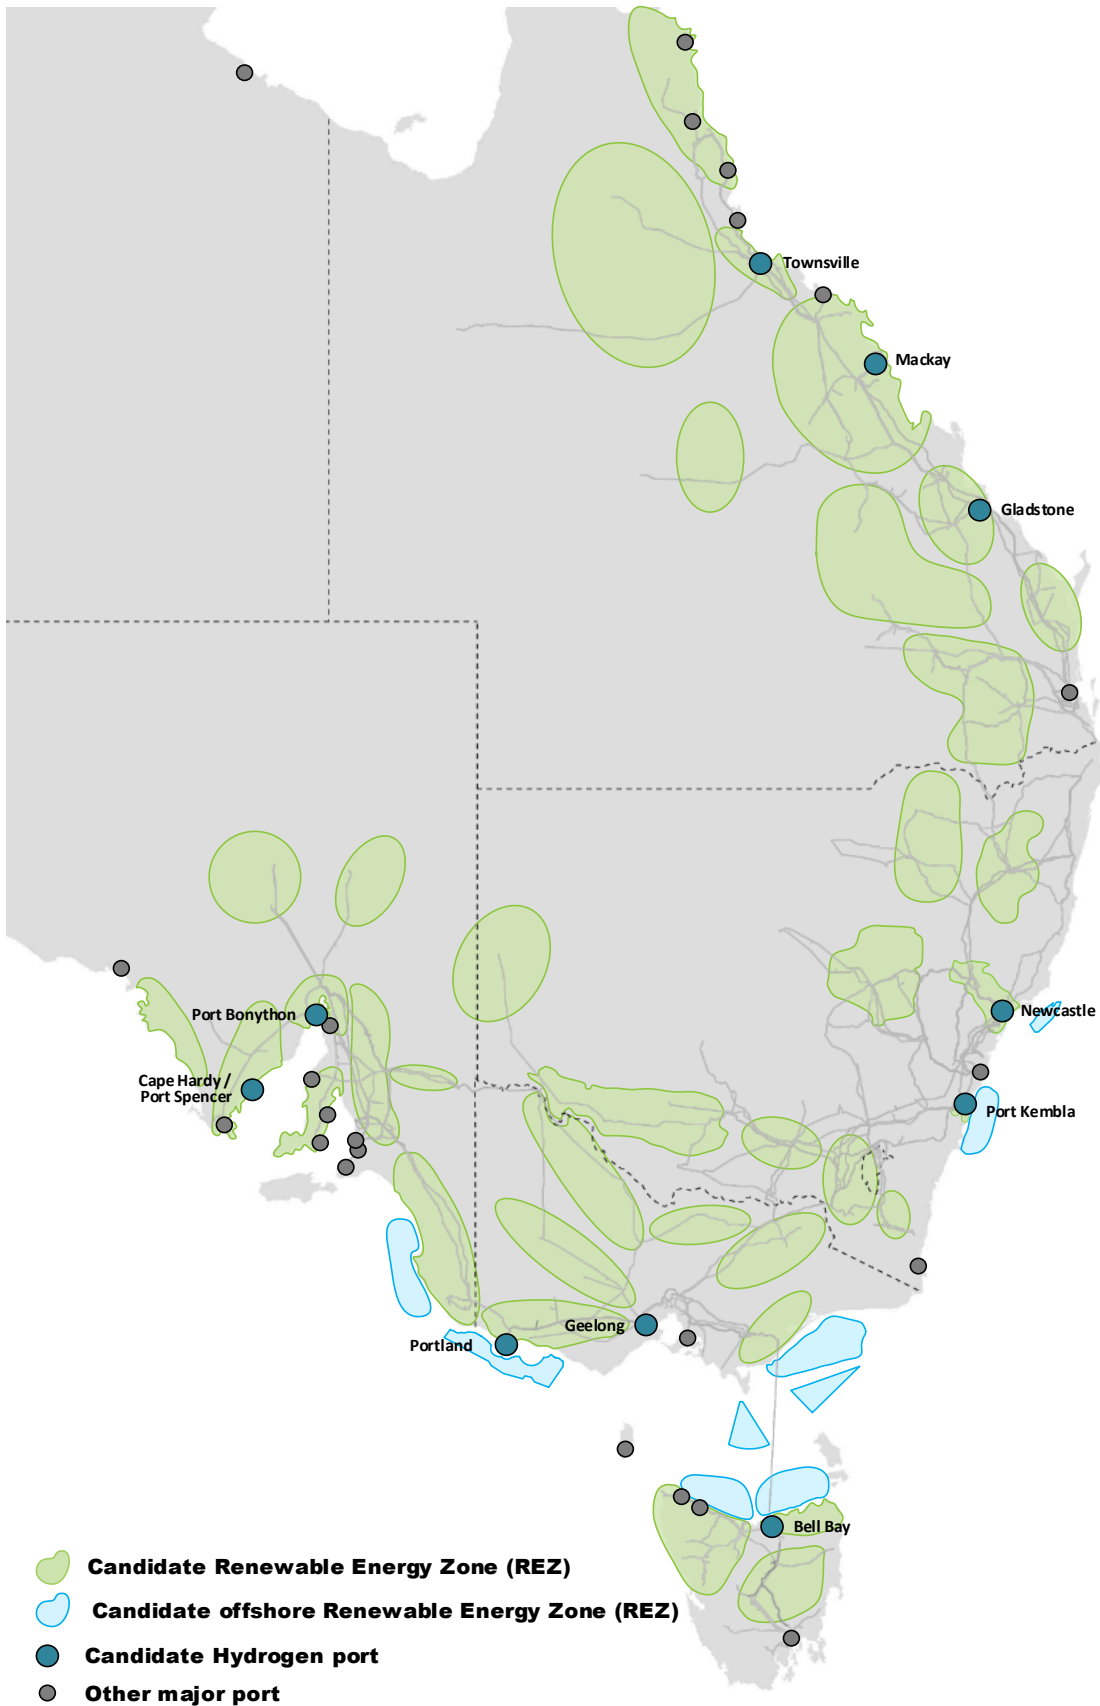 Townsville
Mackay
Gladstone
Port Bonython
Newcastle
Cape Hardy /
Port Spencer
Port Kembla
Geelong
Portland
Bell Bay
Candidate Renewable Energy Zone (REZ)
Candidate offshore Renewable Energy Zone (REZ)
Candidate Hydrogen port
Other major port